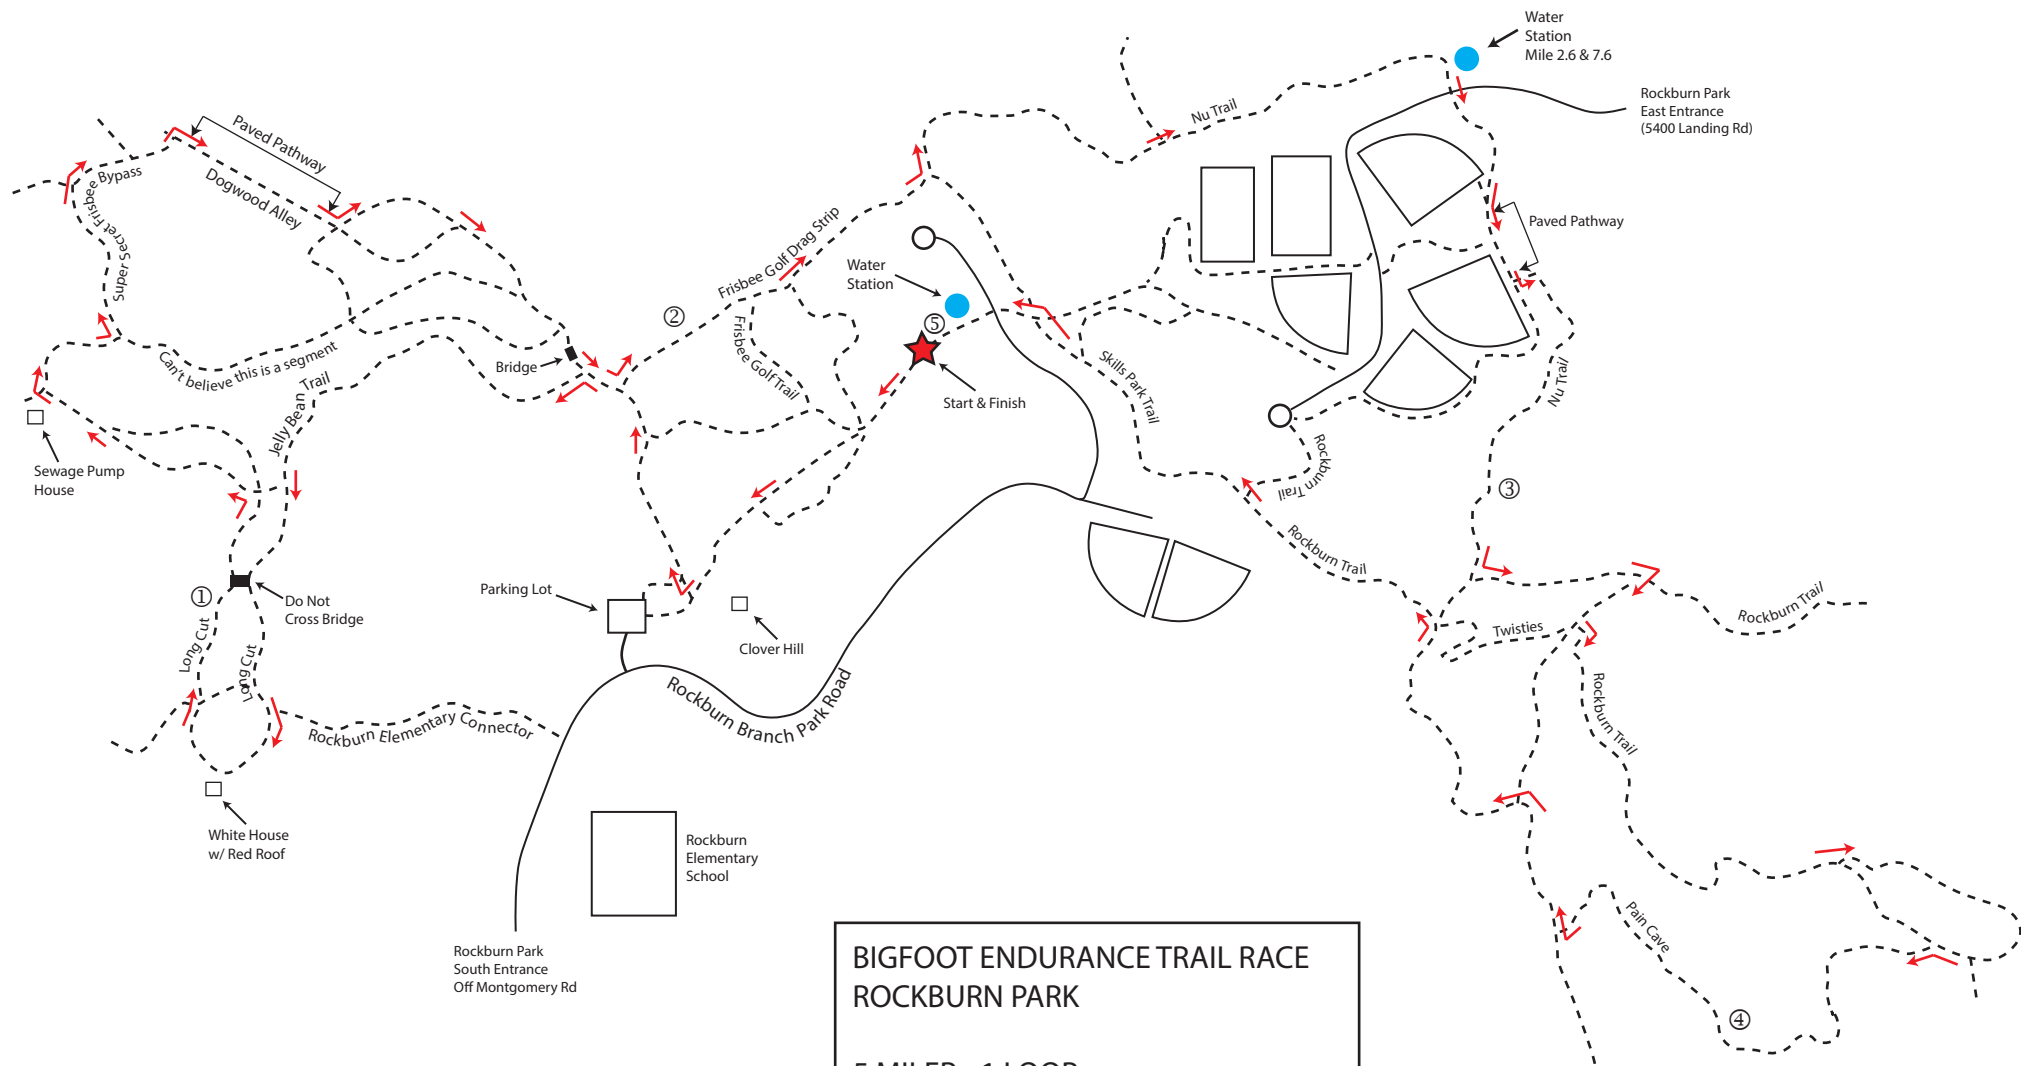 Water
Station
Mile 2.6 & 7.6
Rockburn Park
East Entrance
(5400 Landing Rd)
Nu Trail
Paved Pathway
Bypass
Dogwood Alley
Super Secret Frisbee
Paved Pathway
Frisbee Golf Drag Strip
Water
Station
②
⑤
Frisbee Golf Trail
Can't believe this is a segment
Bridge
Start & Finish
Skills Park Trail
Nu Trail
Jelly Bean Trail
Sewage Pump
House
Rockburn Trail
③
Rockburn Trail
①
Do Not
Cross Bridge
Parking Lot
Clover Hill
Long Cut
Long Cut
Twisties
Rockburn Trail
Rockburn Trail
Rockburn Elementary Connector
Rockburn Branch Park Road
White House
w/ Red Roof
Rockburn
Elementary
School
Pain Cave
④
Rockburn Park
South Entrance
Off Montgomery Rd
BIGFOOT ENDURANCE TRAIL RACE
ROCKBURN PARK
5 MILER - 1 LOOP